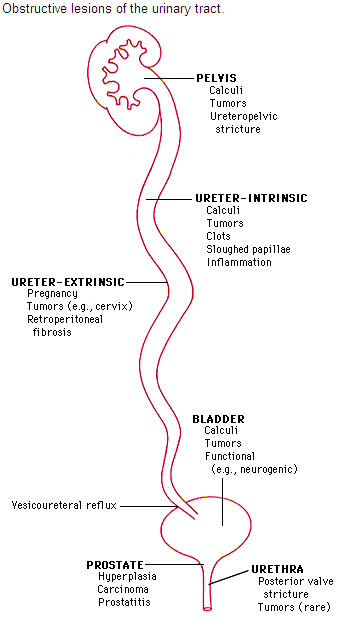 Obstructive lesions of the urinary tract.
PELVIS
Calculi
Tumors
Ureteropelvic
stricture
URETER-INTRINSIC
Calculi
Tumors
Clots
Sloughed papillae
Inflammation
URETER-EXTRINSIC
Pregnancy
Tumors (e.g., cervix)
Retroperitoneal
fibrosis
BLADDER
Calculi
Tumors
Functional
(e.g., neurogenic)
Vesicoureteral reflux
PROSTATE
Hyperplasia
Carcinoma
Prostatitis
URETHRA
Posterior valve
stricture
Tumors (rare)